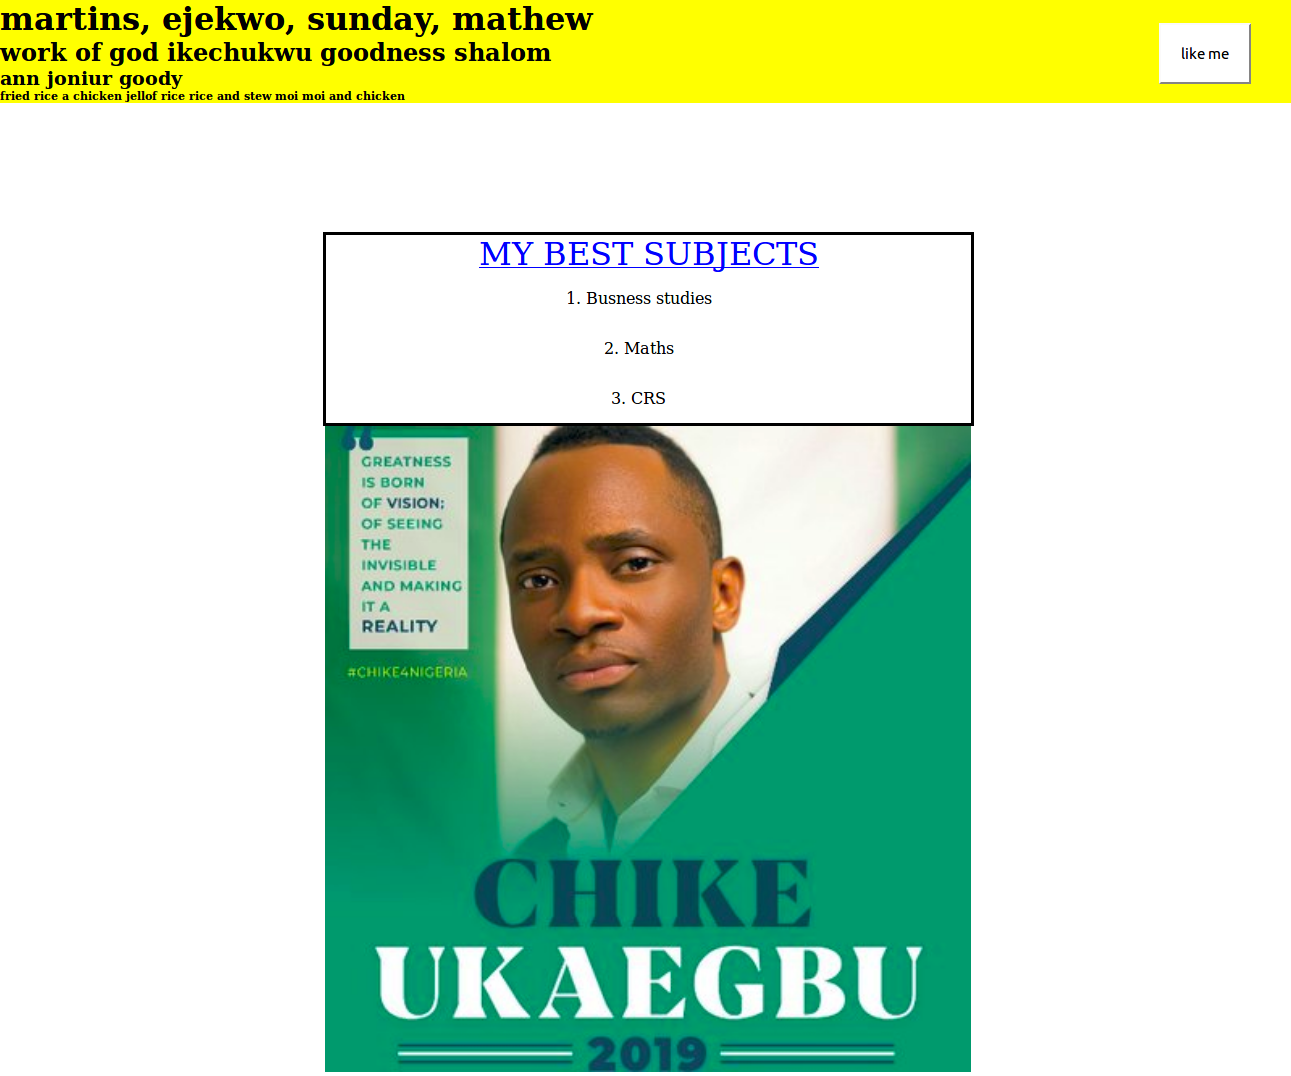 martins, ejekwo, sunday, mathew
work of god ikechukwu goodness shalom
ann joniur goody
fried rice a chicken jellof rice rice and stew moi moi and chicken
like me
MY BEST SUBJECTS
1. Busness studies
2. Maths
3. CRS
“
GREATNESS
IS BORN
OF VISION;
OF SEEING
THE
INVISIBLE
AND MAKING
IT A
REALITY
#CHIKE4NIGERIA
CHIKE
UKAEGBU
2019